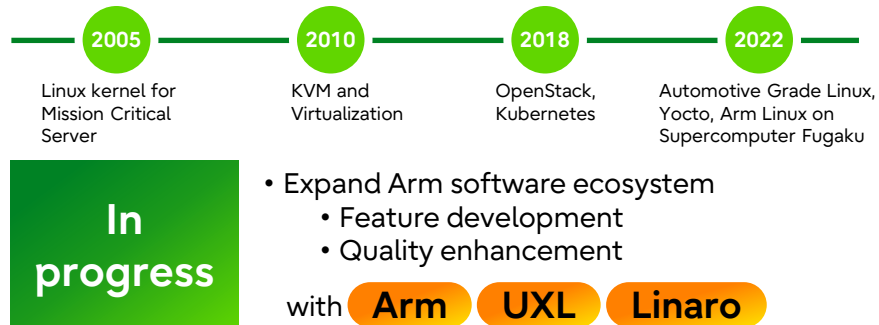 2005
2010
2018
2022
Linux kernel for
Mission Critical
Server
KVM and
Virtualization
OpenStack,
Kubernetes
Automotive Grade Linux,
Yocto, Arm Linux on
Supercomputer Fugaku
In
progress
• Expand Arm software ecosystem
• Feature development
• Quality enhancement
with Arm UXL Linaro